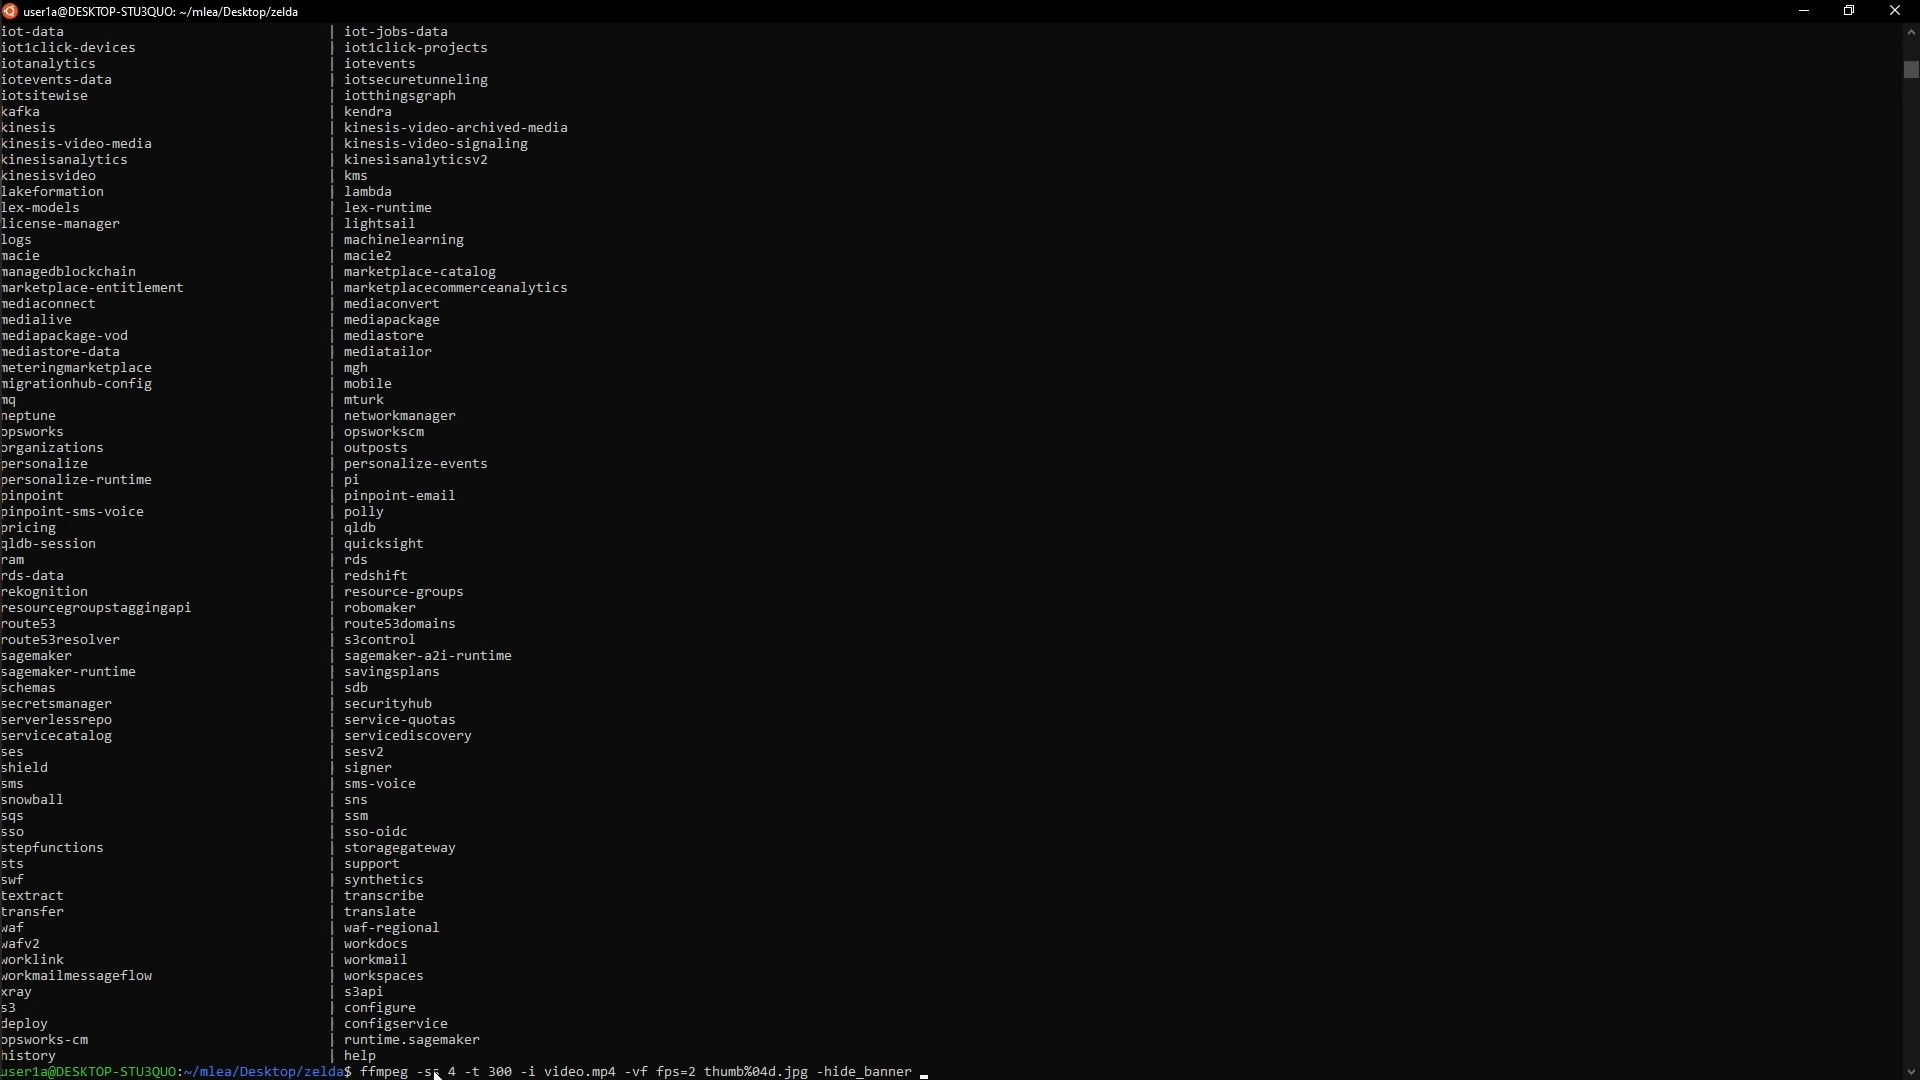 user1a@DESKTOP-STU3QUO: ~/mlea/Desktop/zelda
iot-data | iot-jobs-data
iot1click-devices | iot1click-projects
iotanalytics | iotevents
iotevents-data | iotsecuretunneling
iotsitewise | iotthingsgraph
kafka | kendra
kinesis | kinesis-video-archived-media
kinesis-video-media | kinesis-video-signaling
kinesisanalytics | kinesisanalyticsv2
kinesisvideo | kms
lakeformation | lambda
lex-models | lex-runtime
license-manager | lightsail
logs | machinelearning
macie | macie2
managedblockchain | marketplace-catalog
marketplace-entitlement | marketplacecommerceanalytics
mediaconnect | mediaconvert
medialive | mediapackage
mediapackage-vod | mediastore
mediastore-data | mediatailor
meteringmarketplace | mgh
migrationhub-config | mobile
mq | mturk
neptune | networkmanager
opsworks | opsworkscm
organizations | outposts
personalize | personalize-events
personalize-runtime | pi
pinpoint | pinpoint-email
pinpoint-sms-voice | polly
pricing | qldb
qldb-session | quicksight
ram | rds
rds-data | redshift
rekognition | resource-groups
resourcegroupstaggingapi | robomaker
route53 | route53domains
route53resolver | s3control
sagemaker | sagemaker-a2i-runtime
sagemaker-runtime | savingsplans
schemas | sdb
secretsmanager | securityhub
serverlessrepo | service-quotas
servicecatalog | servicediscovery
ses | sesv2
shield | signer
sms | sms-voice
snowball | sns
sqs | ssm
sso | sso-oidc
stepfunctions | storagegateway
sts | support
swf | synthetics
textract | transcribe
transfer | translate
waf | waf-regional
wafv2 | workdocs
worklink | workmail
workmailmessageflow | workspaces
xray | s3api
s3 | configure
deploy | configservice
opsworks-cm | runtime.sagemaker
history | help
user1a@DESKTOP-STU3QUO:~/mlea/Desktop/zelda$ ffmpeg -ss 4 -t 300 -i video.mp4 -vf fps=2 thumb%04d.jpg -hide_banner